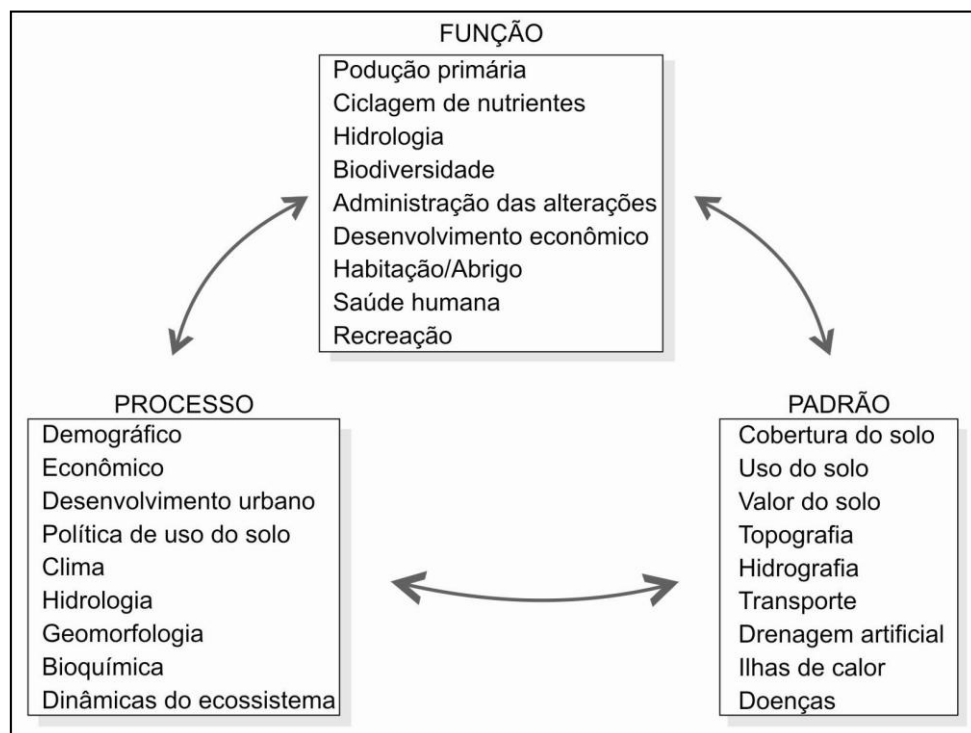 FUNÇÃO
Podução primária
Ciclagem de nutrientes
Hidrologia
Biodiversidade
Administração das alterações
Desenvolvimento econômico
Habitação/Abrigo
Saúde humana
Recreação
PROCESSO
Demográfico
Econômico
Desenvolvimento urbano
Política de uso do solo
Clima
Hidrologia
Geomorfologia
Bioquímica
Dinâmicas do ecossistema
PADRÃO
Cobertura do solo
Uso do solo
Valor do solo
Topografia
Hidrografia
Transporte
Drenagem artificial
Ilhas de calor
Doenças